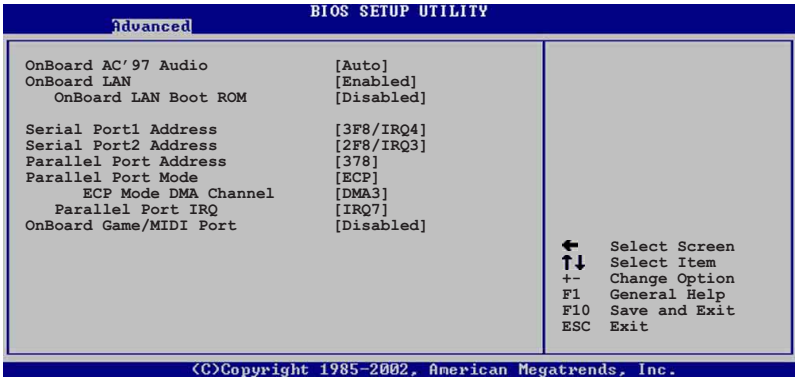 BIOS SETUP UTILITY
Advanced
OnBoard AC'97 Audio [Auto]
OnBoard LAN [Enabled]
OnBoard LAN Boot ROM [Disabled]
Serial Port1 Address [3F8/IRQ4]
Serial Port2 Address [2F8/IRQ3]
Parallel Port Address [378]
Parallel Port Mode [ECP]
ECP Mode DMA Channel [DMA3]
Parallel Port IRQ [IRQ7]
OnBoard Game/MIDI Port [Disabled]
← Select Screen
↑↓ Select Item
+- Change Option
F1 General Help
F10 Save and Exit
ESC Exit
(C)Copyright 1985-2002, American Megatrends, Inc.